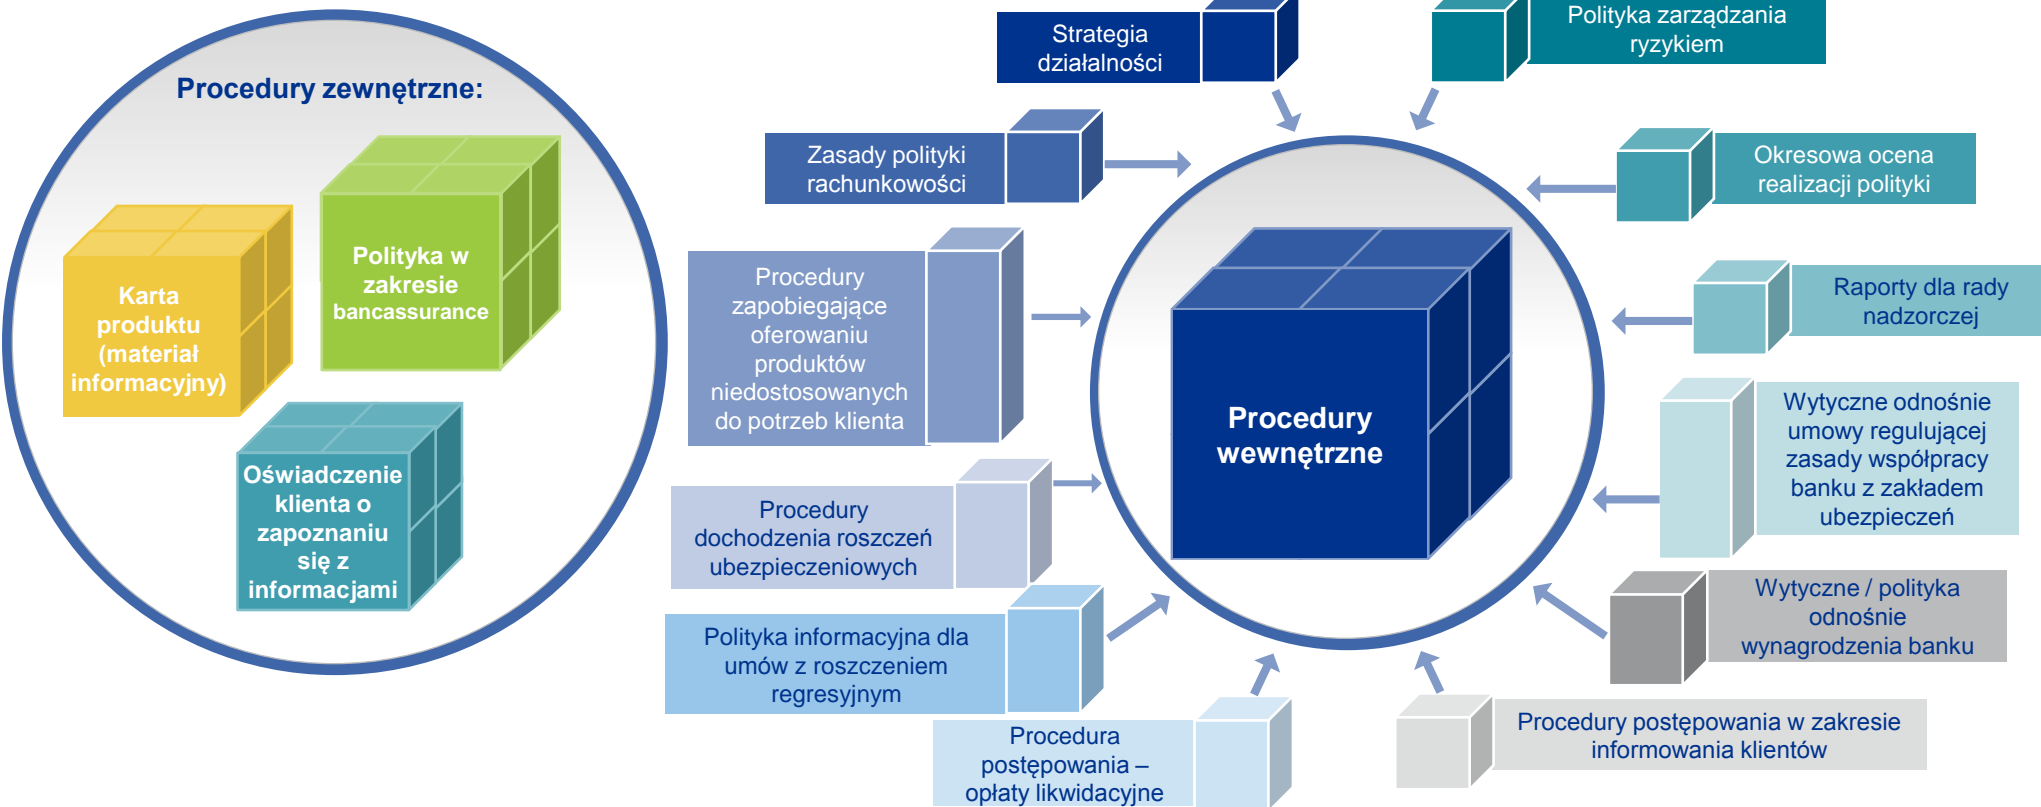 Procedury zewnętrzne:
Polityka w
zakresie
bancassurance
Karta
produktu
(materiał
informacyjny)
Oświadczenie
klienta o
zapoznaniu
się z
informacjami
Strategia
działalności
Zasady polityki
rachunkowości
Procedury
zapobiegające
oferowaniu
produktów
niedostosowanych
do potrzeb klienta
Procedury
dochodzenia roszczeń
ubezpieczeniowych
Polityka informacyjna dla
umów z roszczeniem
regresyjnym
Procedura
postępowania –
opłaty likwidacyjne
Procedury
wewnętrzne
Polityka zarządzania
ryzykiem
Okresowa ocena
realizacji polityki
Raporty dla rady
nadzorczej
Wytyczne odnośnie
umowy regulującej
zasady współpracy
banku z zakładem
ubezpieczeń
Wytyczne / polityka
odnośnie
wynagrodzenia banku
Procedury postępowania w zakresie
informowania klientów